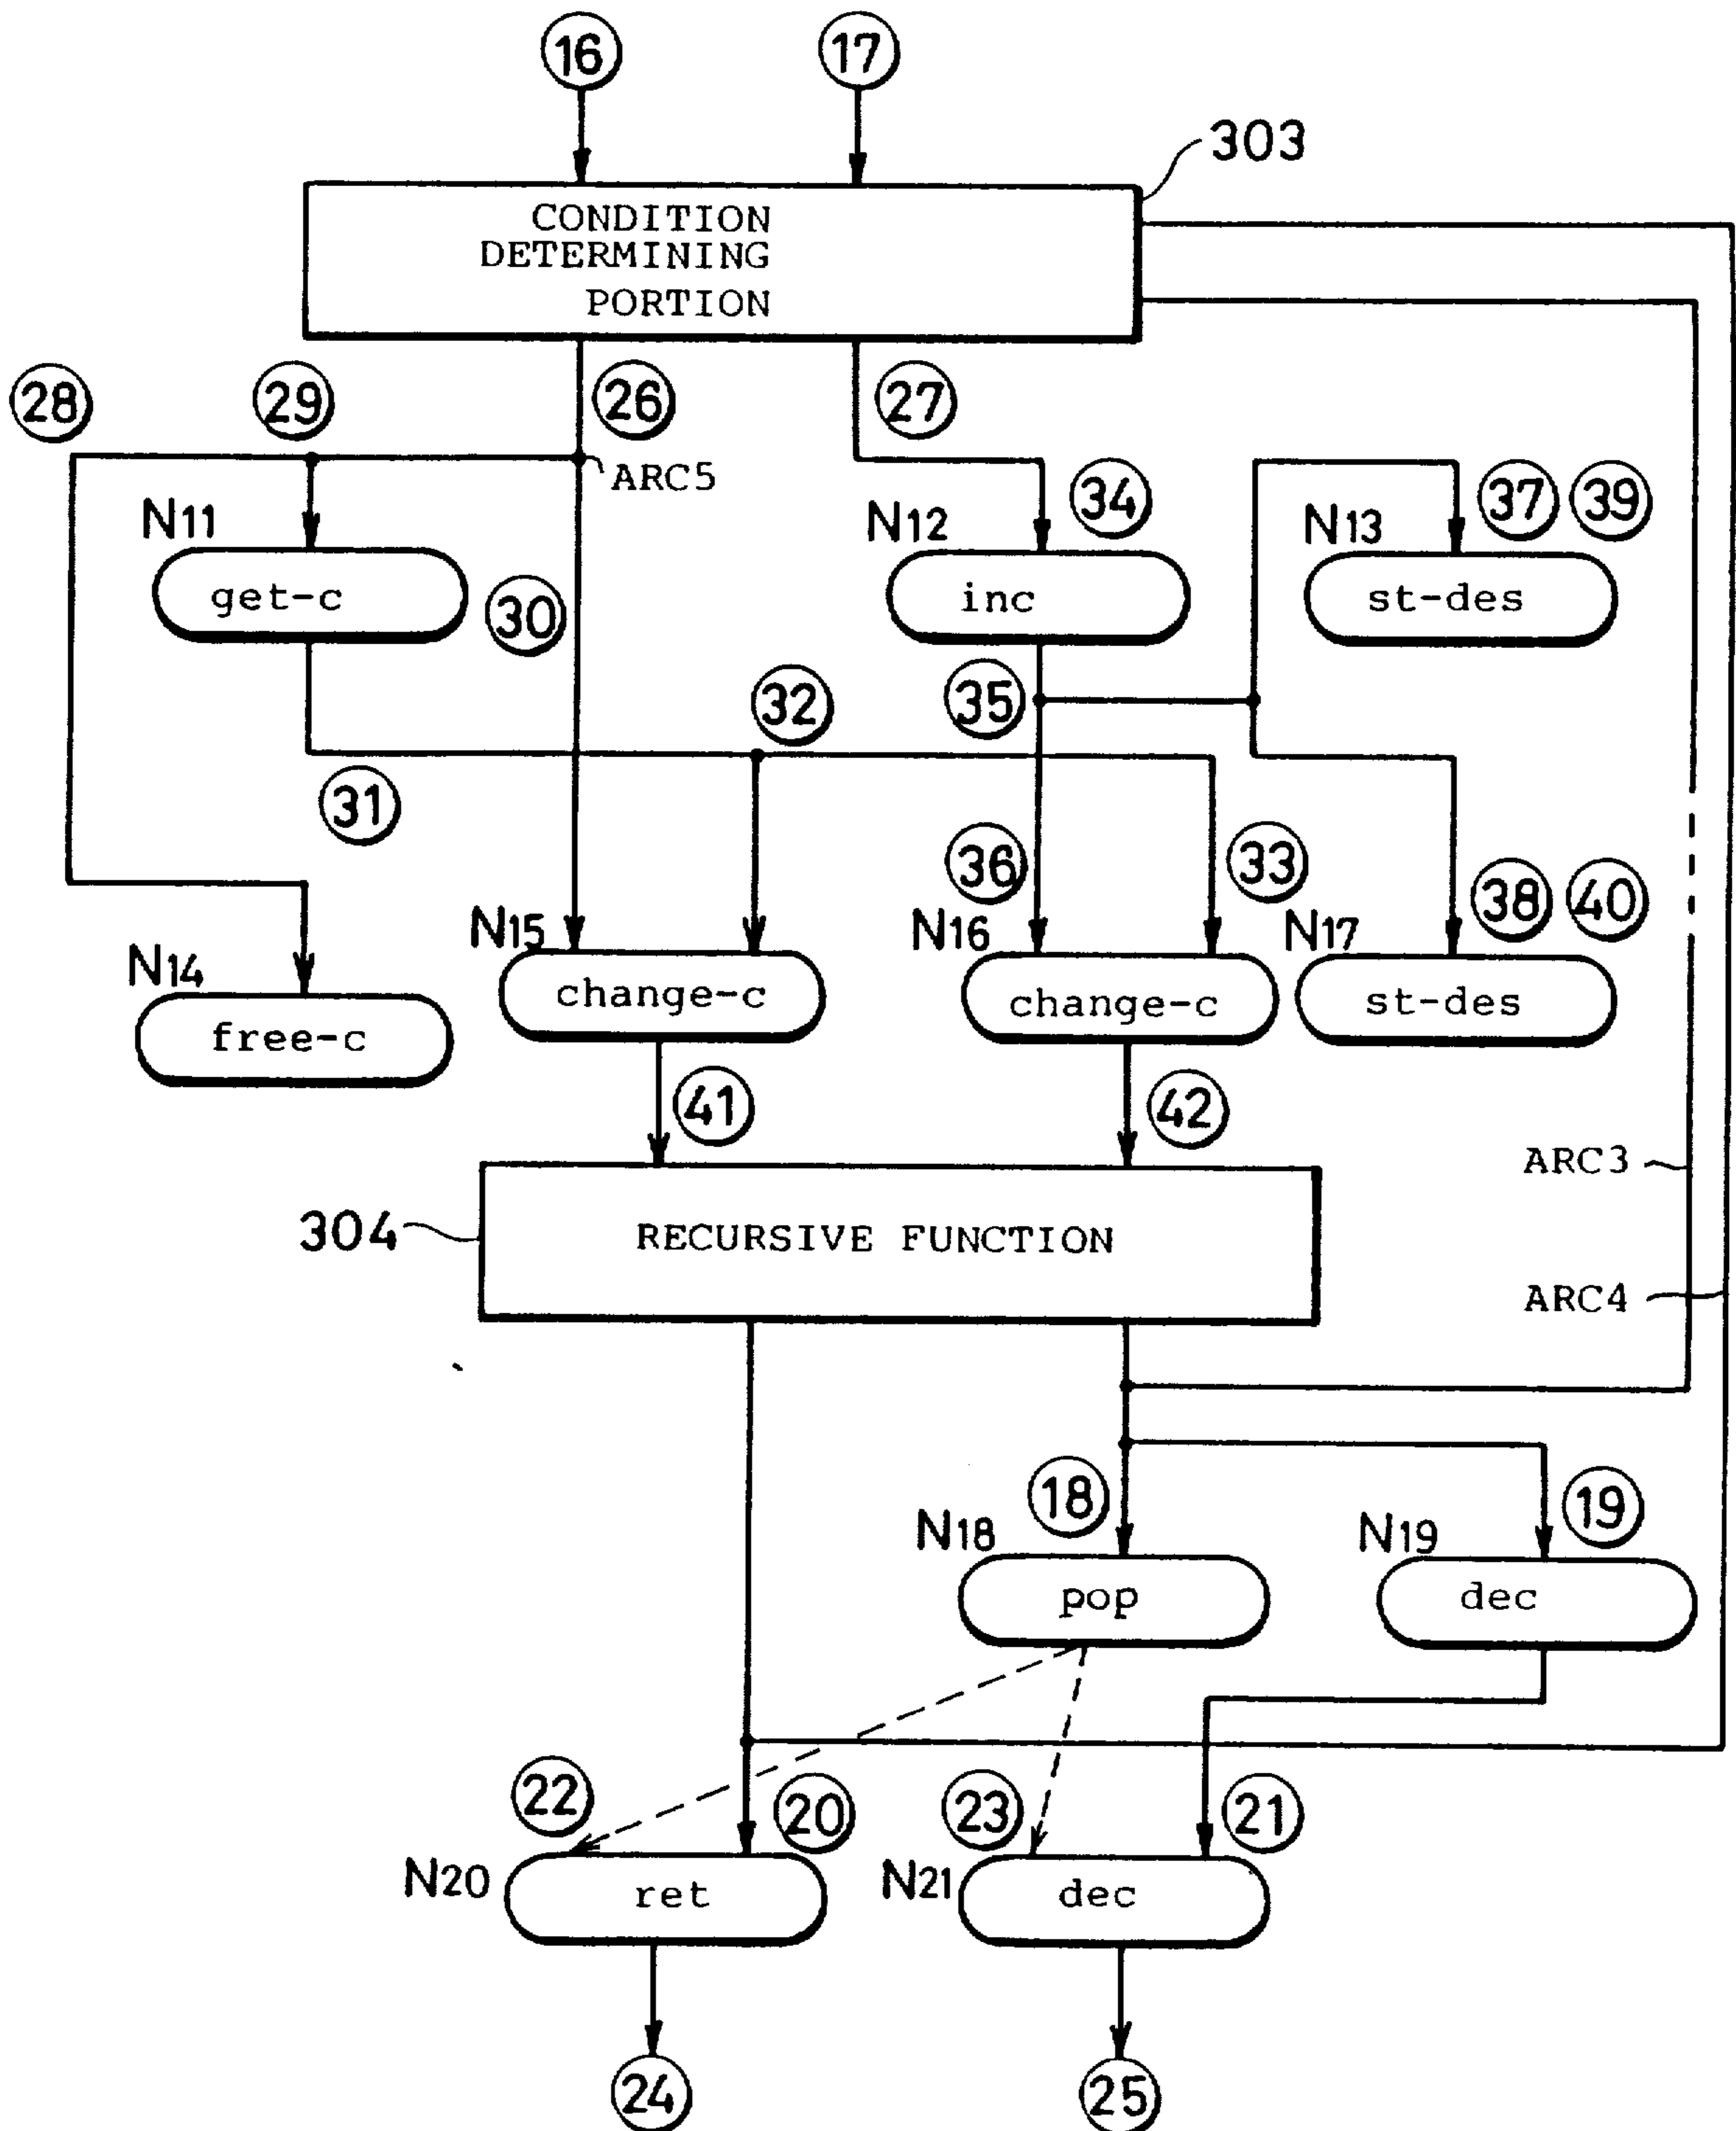 16 17
303
CONDITION
DETERMINING
PORTION
28 29 26 27
ARC5
N11 N12 34 N13 37 39
get-c 30 inc st-des
32 35
31
36 33 38 40
N14 N15 N16 N17
free-c change-c change-c st-des
41 42
ARC3
304 RECURSIVE FUNCTION
ARC4
18 19
N18 N19
pop dec
22 20 23 21
N20 ret N21 dec
24 25